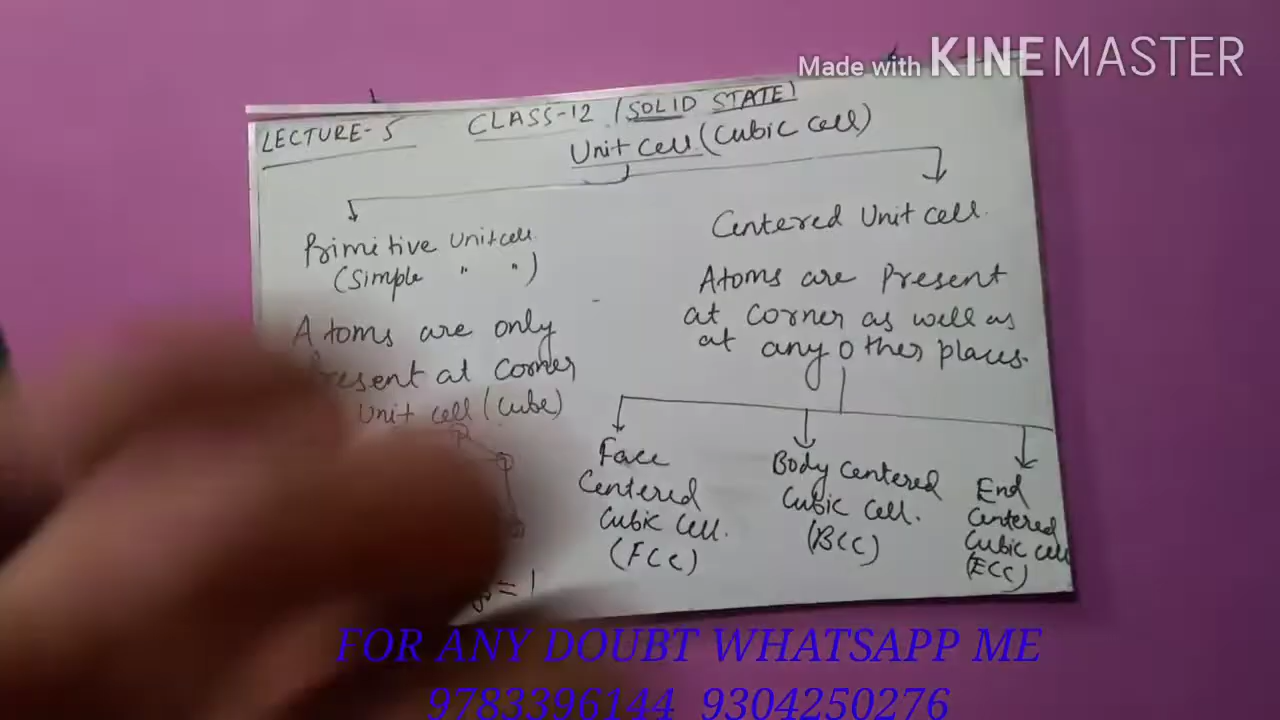 Made with KINEMASTER
LECTURE-5 CLASS-12 (SOLID STATE)
Unit Cell (Cubic Cell)
Primitive Unit cell
(Simple " ")
Atoms are only
Present at Corner
Unit cell (Cube)
= 1
Centered Unit cell.
Atoms are Present
at Corner as well as
at any Other places.
Face
Centered
Cubic Cell.
(FCC)
Body Centered
Cubic Cell.
(BCC)
End
Centered
Cubic cell
(ECC)
FOR ANY DOUBT WHATSAPP ME
9783396144 9304250276